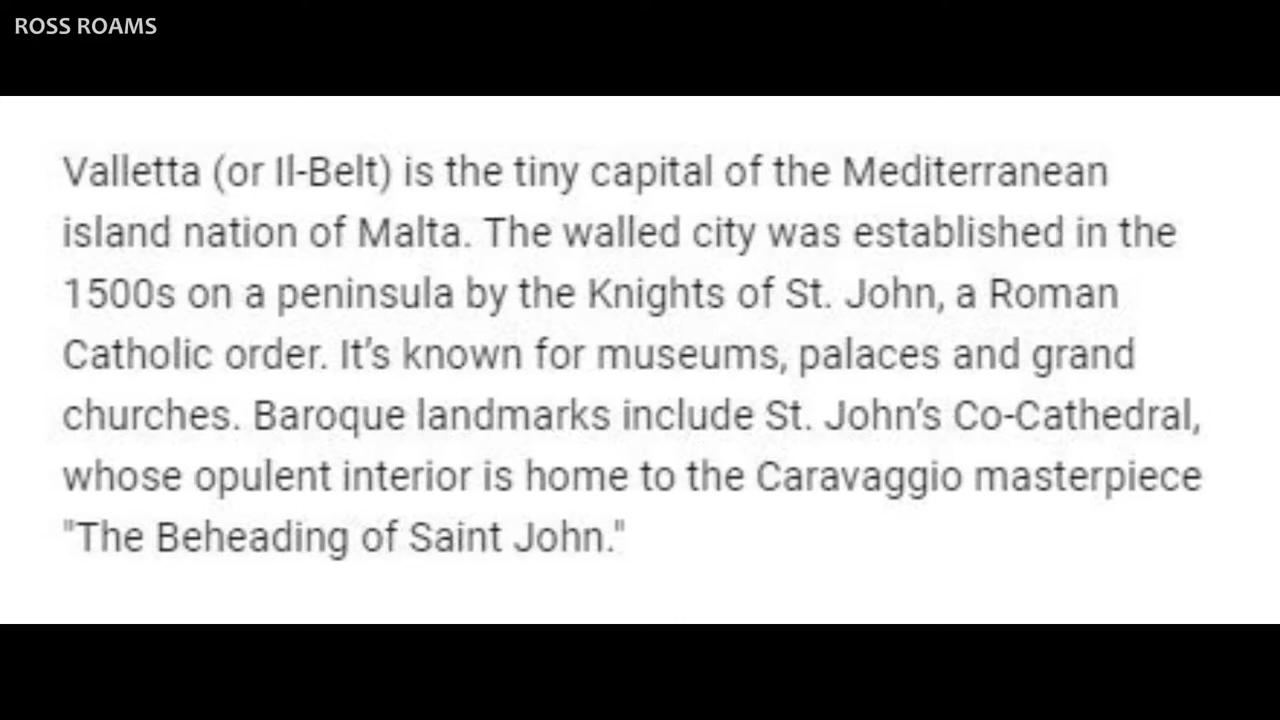 ROSS ROAMS
Valletta (or Il-Belt) is the tiny capital of the Mediterranean
island nation of Malta. The walled city was established in the
1500s on a peninsula by the Knights of St. John, a Roman
Catholic order. It’s known for museums, palaces and grand
churches. Baroque landmarks include St. John’s Co-Cathedral,
whose opulent interior is home to the Caravaggio masterpiece
"The Beheading of Saint John."